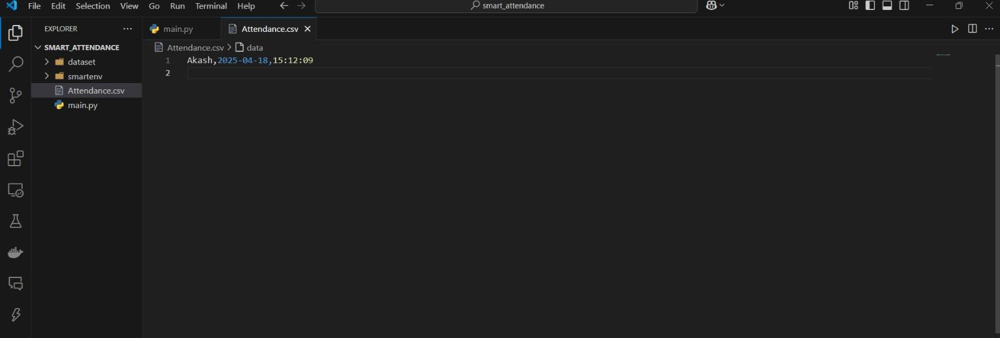 File Edit Selection View Go Run Terminal Help smart_attendance
EXPLORER
SMART_ATTENDANCE
dataset
smartenv
Attendance.csv
main.py
main.py Attendance.csv
Attendance.csv > data
1 Akash,2025-04-18,15:12:09
2